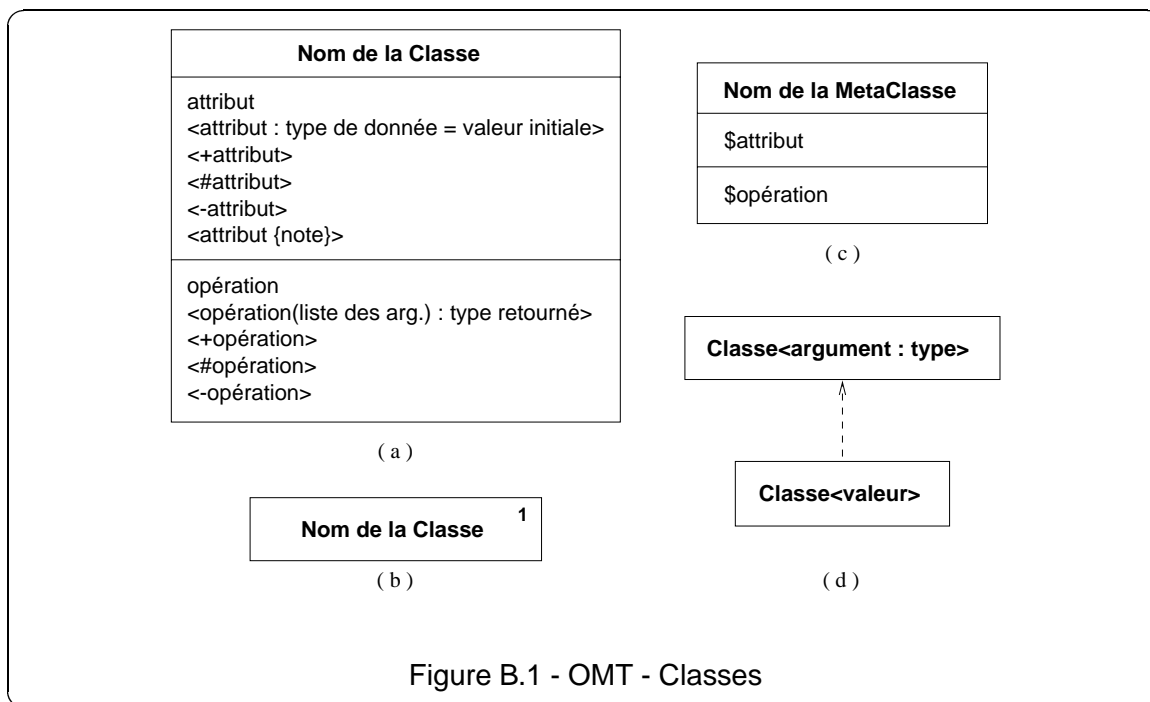 Nom de la Classe
attribut
<attribut : type de donnée = valeur initiale>
<+attribut>
<#attribut>
<-attribut>
<attribut {note}>
opération
<opération(liste des arg.) : type retourné>
<+opération>
<#opération>
<-opération>
( a )
Nom de la Classe 1
( b )
Nom de la MetaClasse
$attribut
$opération
( c )
Classe<argument : type>
Classe<valeur>
( d )
Figure B.1 - OMT - Classes